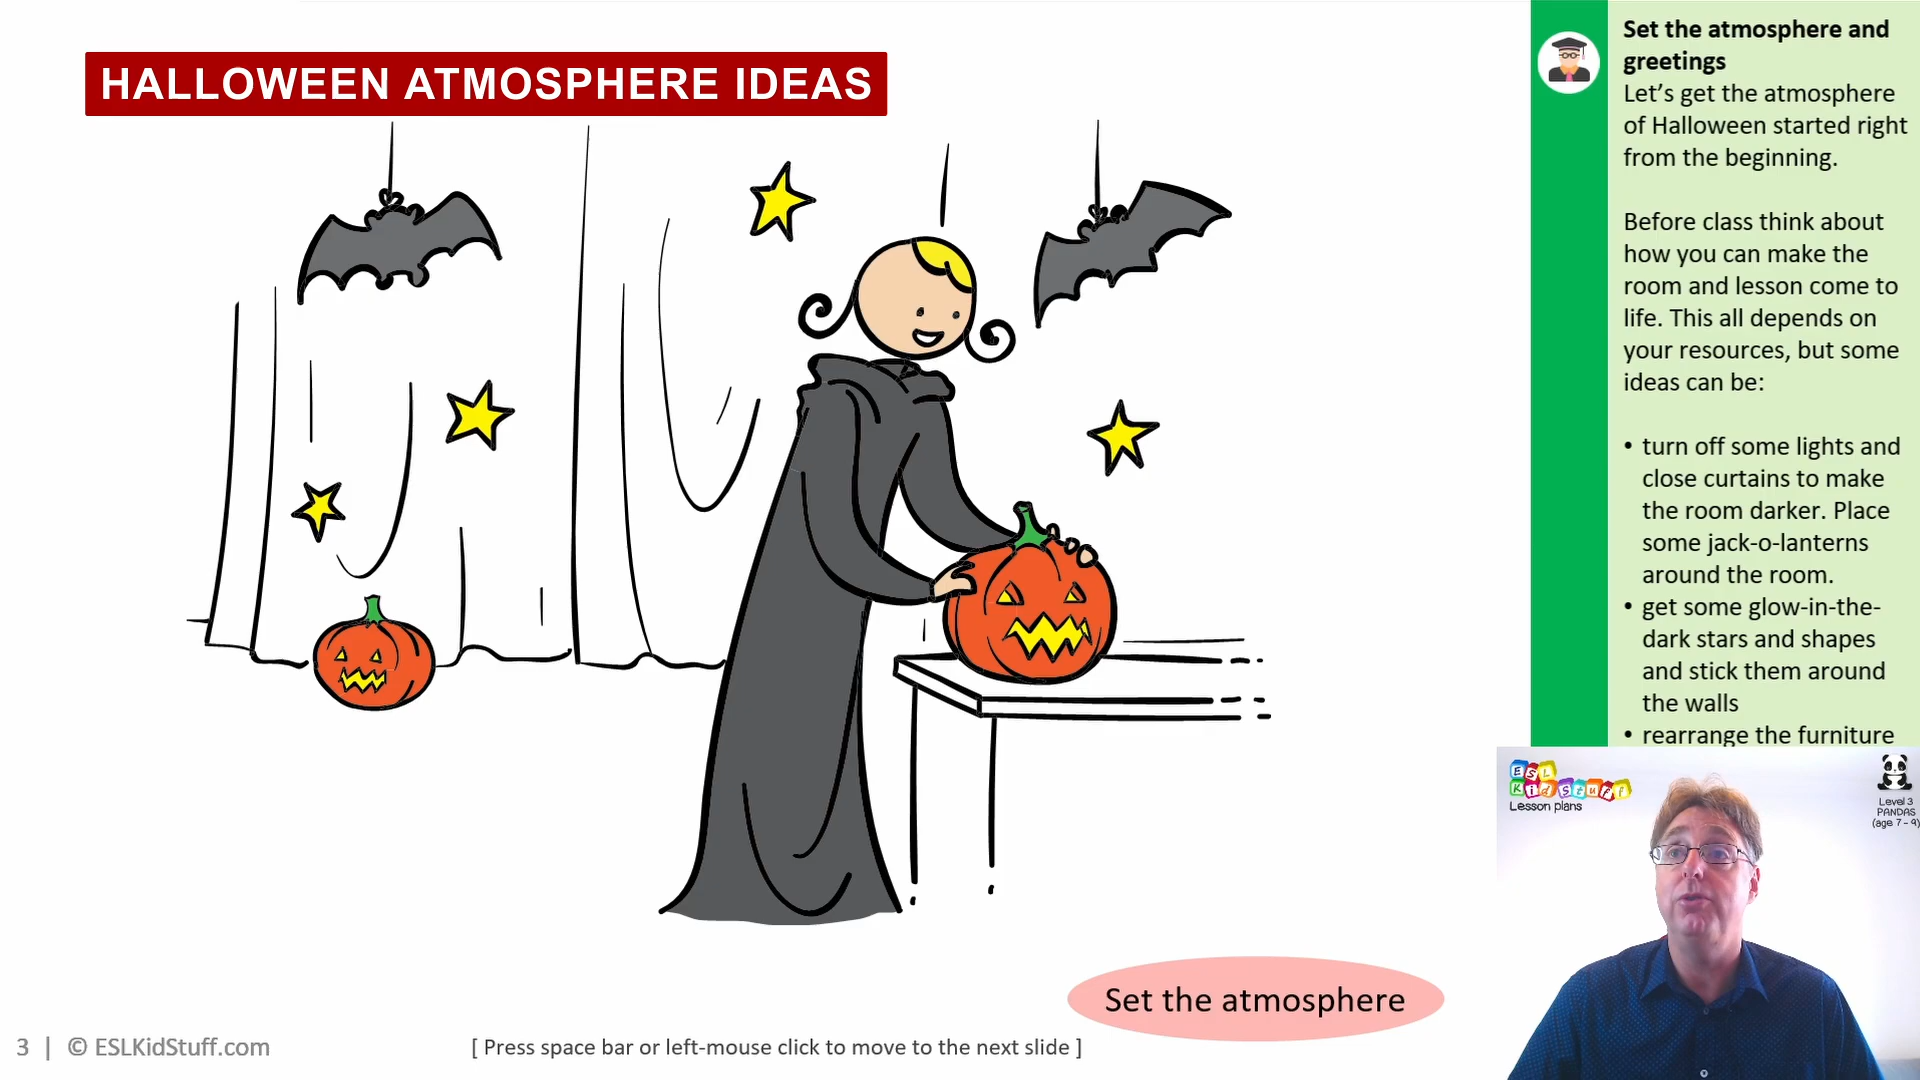 HALLOWEEN ATMOSPHERE IDEAS
Set the atmosphere and
greetings
Let’s get the atmosphere
of Halloween started right
from the beginning.
Before class think about
how you can make the
room and lesson come to
life. This all depends on
your resources, but some
ideas can be:
• turn off some lights and
close curtains to make
the room darker. Place
some jack-o-lanterns
around the room.
• get some glow-in-the-
dark stars and shapes
and stick them around
the walls
• rearrange the furniture
ESL
KidStuff
Lesson plans
Level 3
PANDAS
(age 7 - 9)
Set the atmosphere
3 | © ESLKidStuff.com
[ Press space bar or left-mouse click to move to the next slide ]